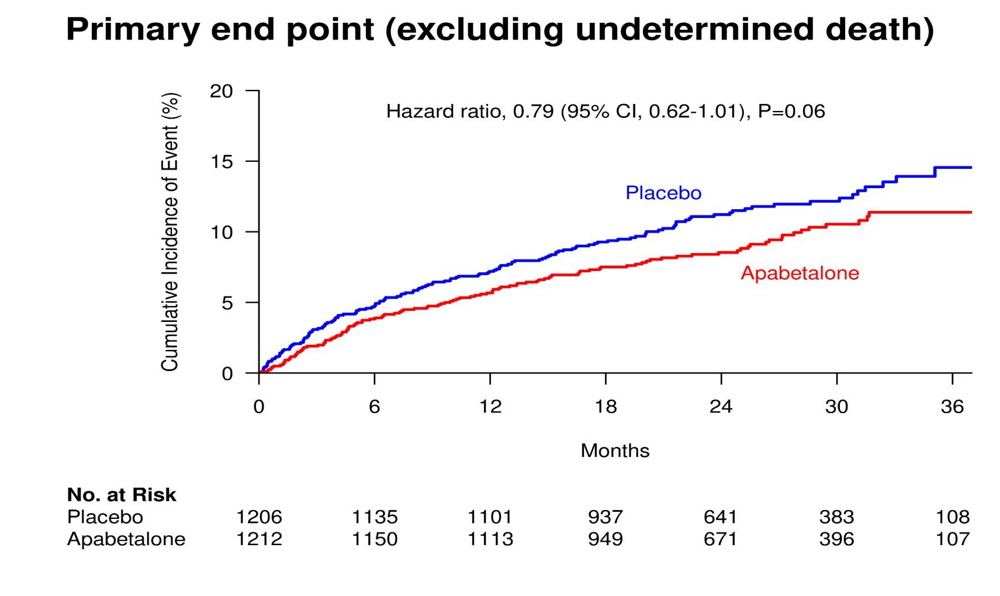 Primary end point (excluding undetermined death)
Cumulative Incidence of Event (%)
20
15
10
5
0
Hazard ratio, 0.79 (95% CI, 0.62-1.01), P=0.06
Placebo
Apabetalone
0 6 12 18 24 30 36
Months
No. at Risk
Placebo 1206 1135 1101 937 641 383 108
Apabetalone 1212 1150 1113 949 671 396 107